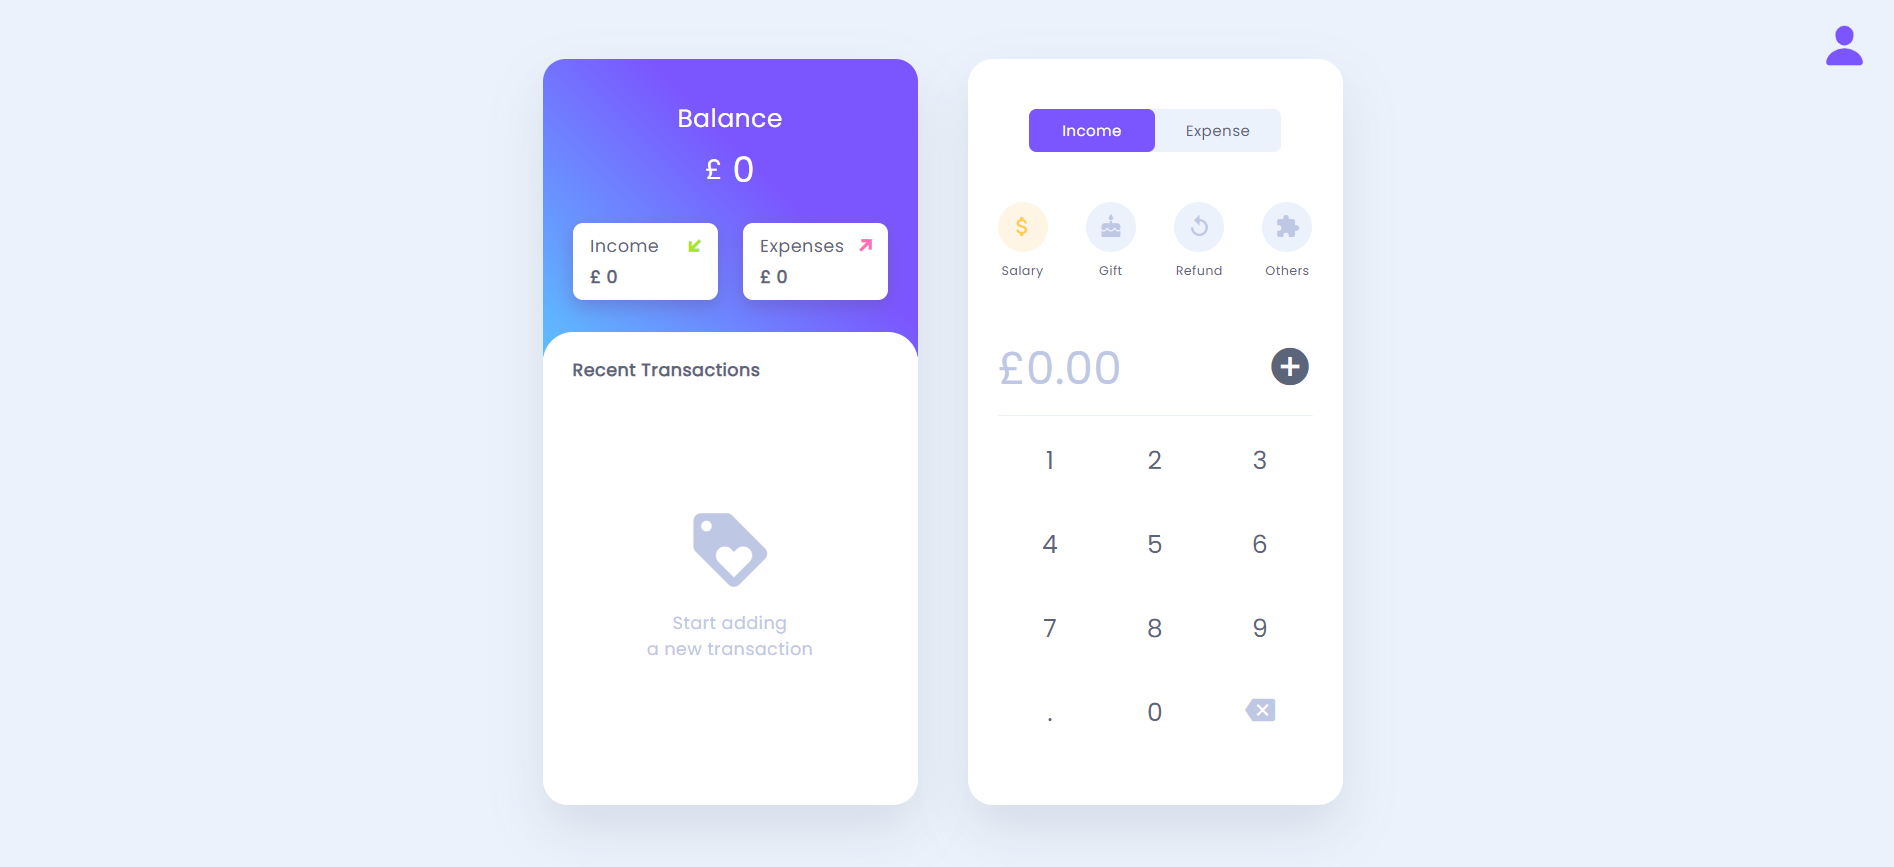 Balance
£ 0
Income
£ 0
Expenses
£ 0
Recent Transactions
Start adding
a new transaction
Income Expense
$
Salary Gift Refund Others
£0.00
1 2 3
4 5 6
7 8 9
. 0